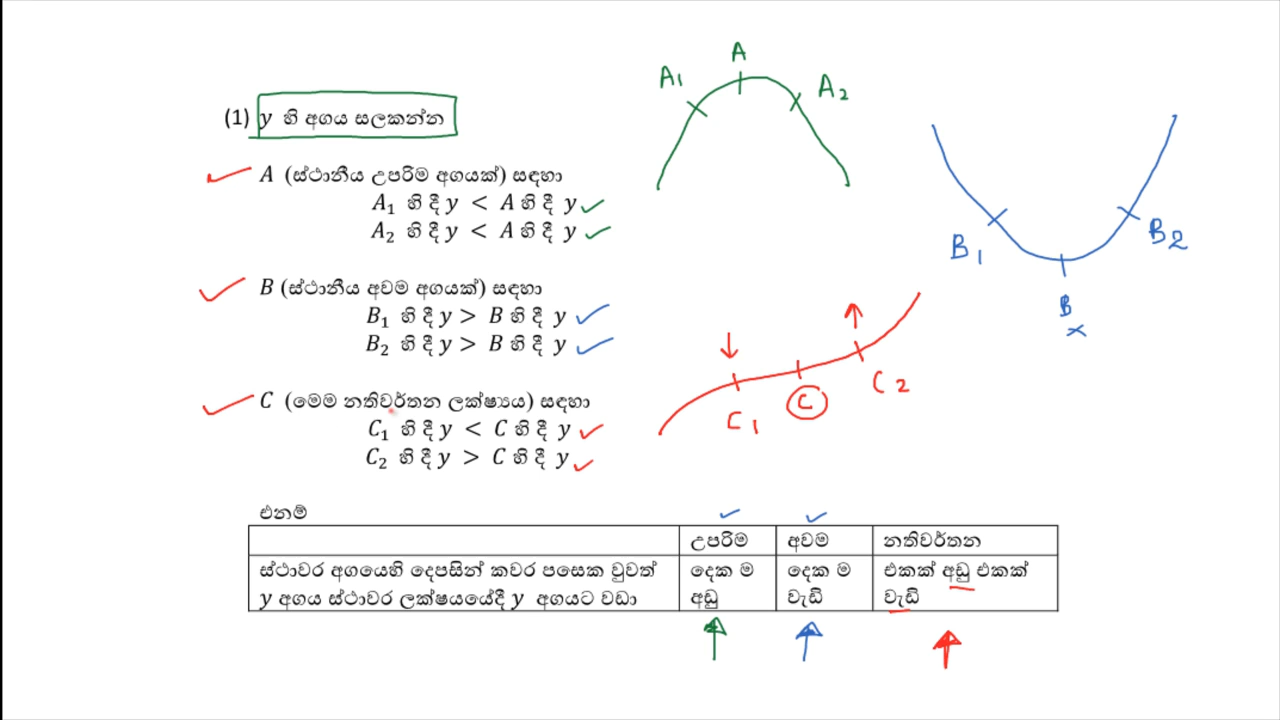 (1) y හි අගය සලකන්න
A (ස්ථානීය උපරිම අගයක්) සඳහා
A₁ හි දී y < A හි දී y
A₂ හි දී y < A හි දී y
B (ස්ථානීය අවම අගයක්) සඳහා
B₁ හි දී y > B හි දී y
B₂ හි දී y > B හි දී y
C (මෙම නතිවර්තන ලක්ෂ්‍යය) සඳහා
C₁ හි දී y < C හි දී y
C₂ හි දී y > C හි දී y
A₁ A A₂
B₁ B B₂
C₁ C C₂
එනම්
උපරිම අවම නතිවර්තන
ස්ථාවර අගයෙහි දෙපසින් කවර පසෙක වුවත් දෙක ම දෙක ම එකක් අඩු එකක්
y අගය ස්ථාවර ලක්ෂයයේදී y අගයට වඩා අඩු වැඩි වැඩි